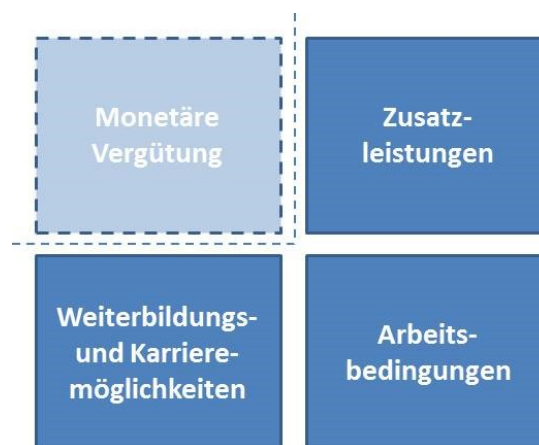 Monetäre
Vergütung
Zusatz-
leistungen
Weiterbildungs-
und Karriere-
möglichkeiten
Arbeits-
bedingungen